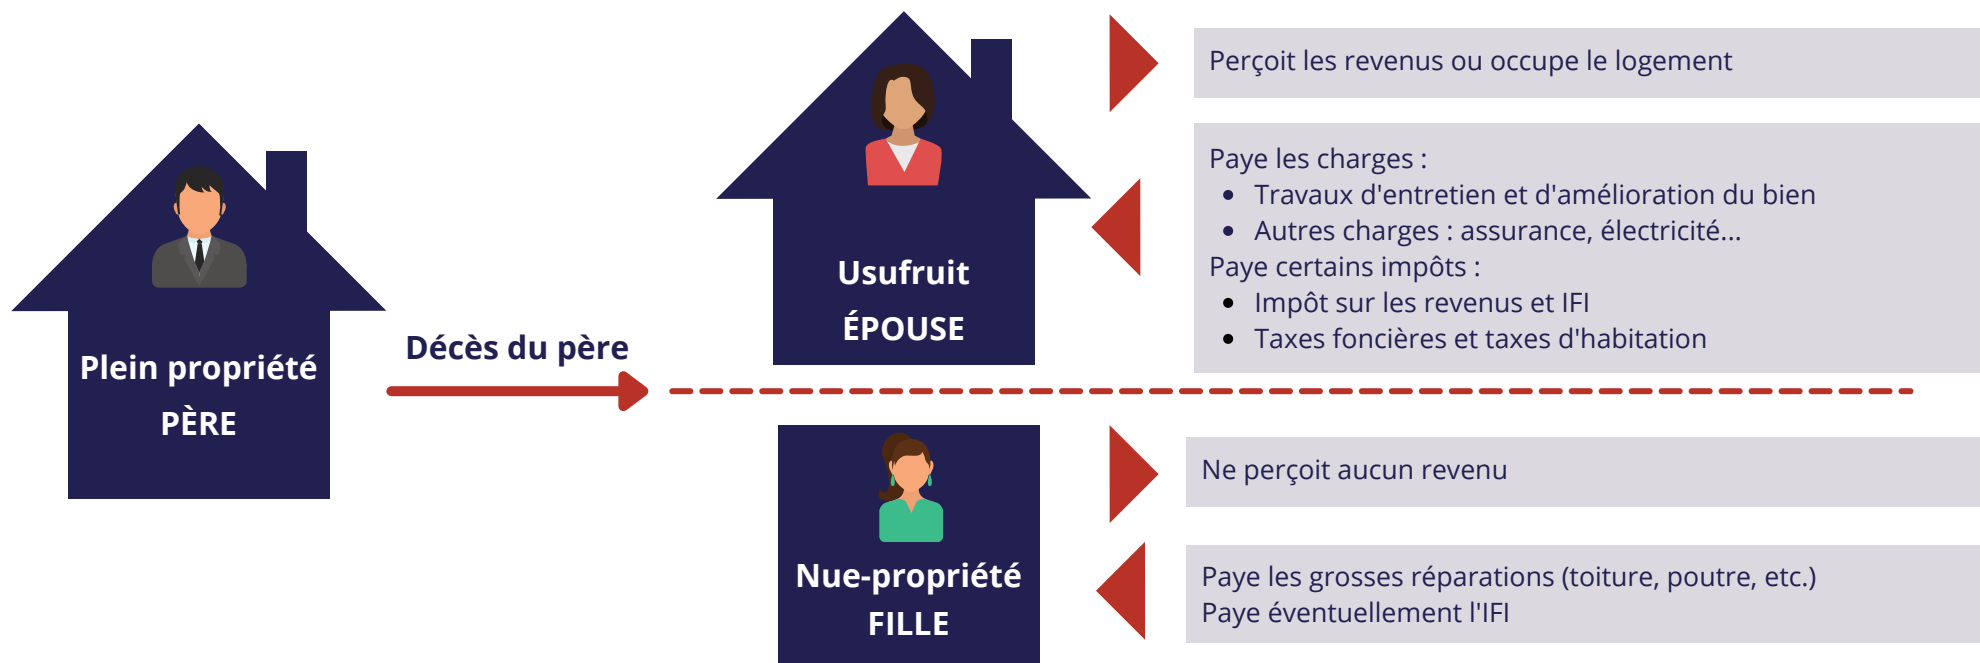 Plein propriété
PÈRE
Décès du père
Usufruit
ÉPOUSE
Perçoit les revenus ou occupe le logement
Paye les charges :
• Travaux d'entretien et d'amélioration du bien
• Autres charges : assurance, électricité...
Paye certains impôts :
• Impôt sur les revenus et IFI
• Taxes foncières et taxes d'habitation
Nue-propriété
FILLE
Ne perçoit aucun revenu
Paye les grosses réparations (toiture, poutre, etc.)
Paye éventuellement l'IFI